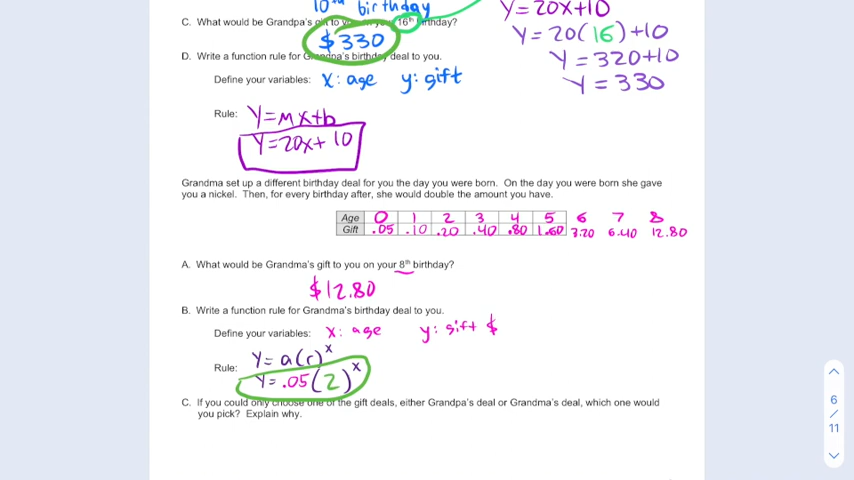 10th birthday
Y=20x+10
C. What would be Grandpa's gift to you on your 16th birthday?
$330
Y=20(16)+10
Y=320+10
Y=330
D. Write a function rule for Grandpa's birthday deal to you.
Define your variables: x: age y: gift
Rule: Y=mx+b
Y=20x+10
Grandma set up a different birthday deal for you the day you were born. On the day you were born she gave
you a nickel. Then, for every birthday after, she would double the amount you have.
Age 0 1 2 3 4 5 6 7 8
Gift .05 .10 .20 .40 .80 1.60 3.20 6.40 12.80
A. What would be Grandma's gift to you on your 8th birthday?
$12.80
B. Write a function rule for Grandma's birthday deal to you.
Define your variables: x: age y: gift $
Rule: Y=a(r)^x
Y=.05(2)^x
C. If you could only choose one of the gift deals, either Grandpa's deal or Grandma's deal, which one would
you pick? Explain why.
6
/
11